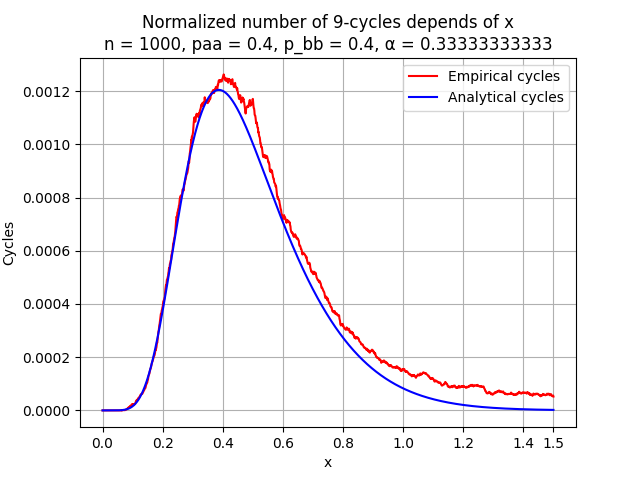 Normalized number of 9-cycles depends of x
n = 1000, paa = 0.4, p_bb = 0.4, α = 0.33333333333
Empirical cycles
Analytical cycles
Cycles
0.0012
0.0010
0.0008
0.0006
0.0004
0.0002
0.0000
0.0 0.2 0.4 0.6 0.8 1.0 1.2 1.4 1.5
x